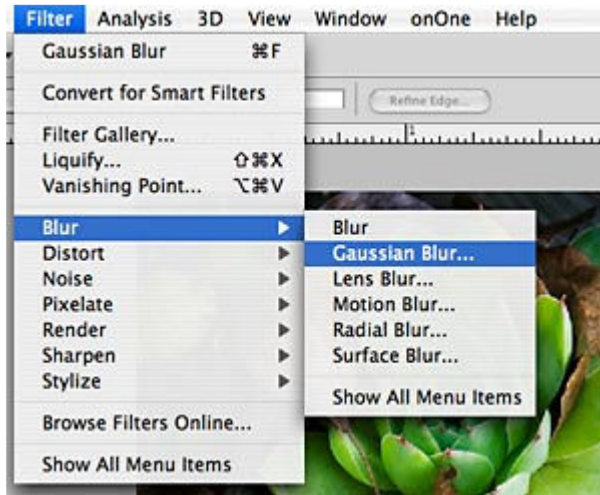 Filter Analysis 3D View Window onOne Help
Gaussian Blur ⌘F
Convert for Smart Filters
Refine Edge...
Filter Gallery...
1
Liquify... ⇧⌘X
Vanishing Point... ⌥⌘V
Blur
Distort
Noise
Pixelate
Render
Sharpen
Stylize
Browse Filters Online...
Show All Menu Items
Blur
Gaussian Blur...
Lens Blur...
Motion Blur...
Radial Blur...
Surface Blur...
Show All Menu Items